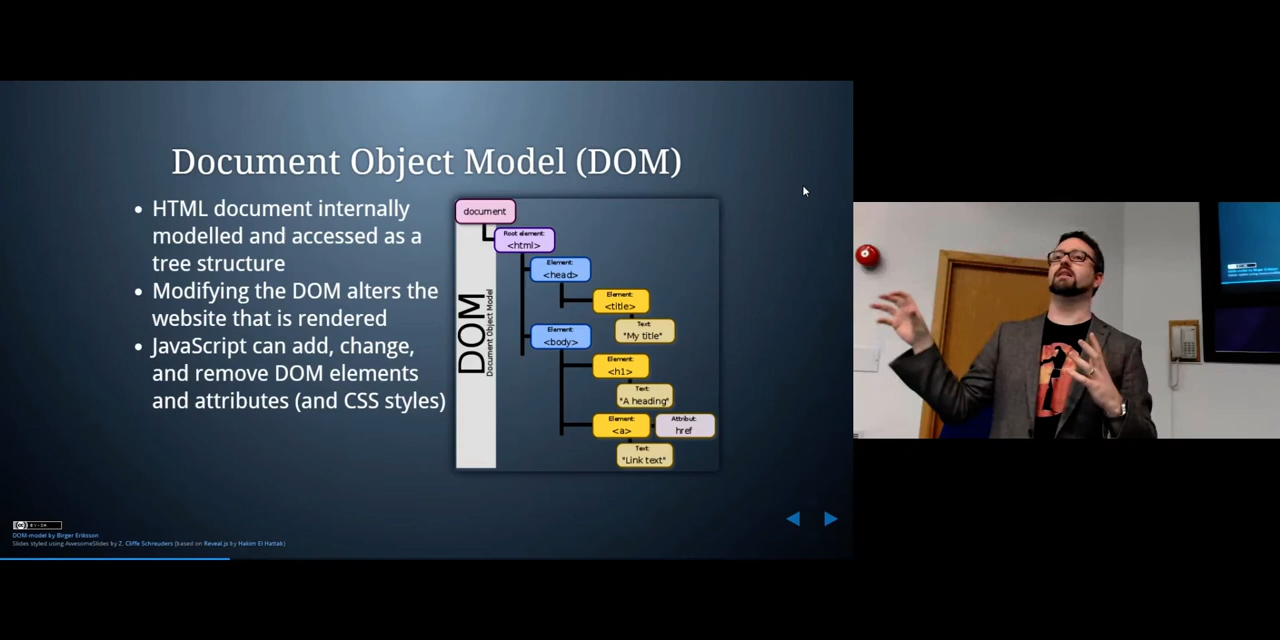 Document Object Model (DOM)
• HTML document internally
modelled and accessed as a
tree structure
• Modifying the DOM alters the
website that is rendered
• JavaScript can add, change,
and remove DOM elements
and attributes (and CSS styles)
document
Root element:
<html>
Element:
<head>
Element:
<title>
Text:
"My title"
Element:
<body>
Element:
<h1>
Text:
"A heading"
Element:
<a>
Attribut:
href
Text:
"Link text"
DOM
Document Object Model
DOM-model by Birger Eriksson
Slides styled using AwesomeSlides by Z. Cliffe Schreuders (based on Reveal.js by Hakim El Hattab)